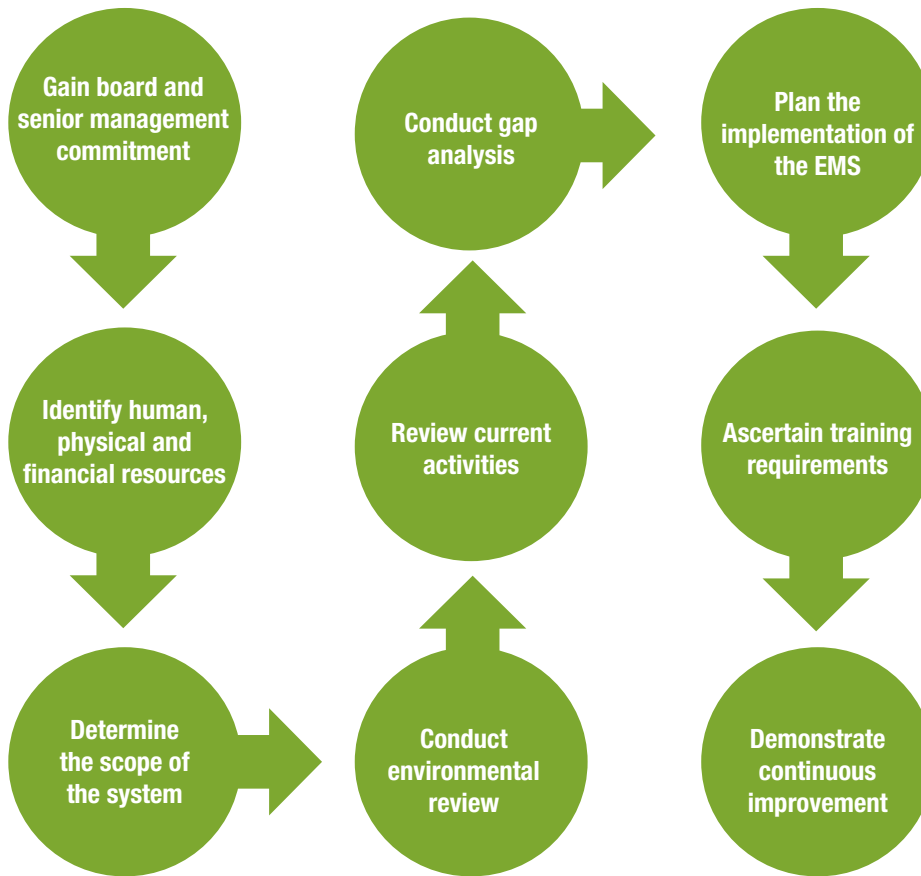 Gain board and
senior management
commitment
Identify human,
physical and
financial resources
Determine
the scope of
the system
Conduct
environmental
review
Review current
activities
Conduct gap
analysis
Plan the
implementation of
the EMS
Ascertain training
requirements
Demonstrate
continuous
improvement